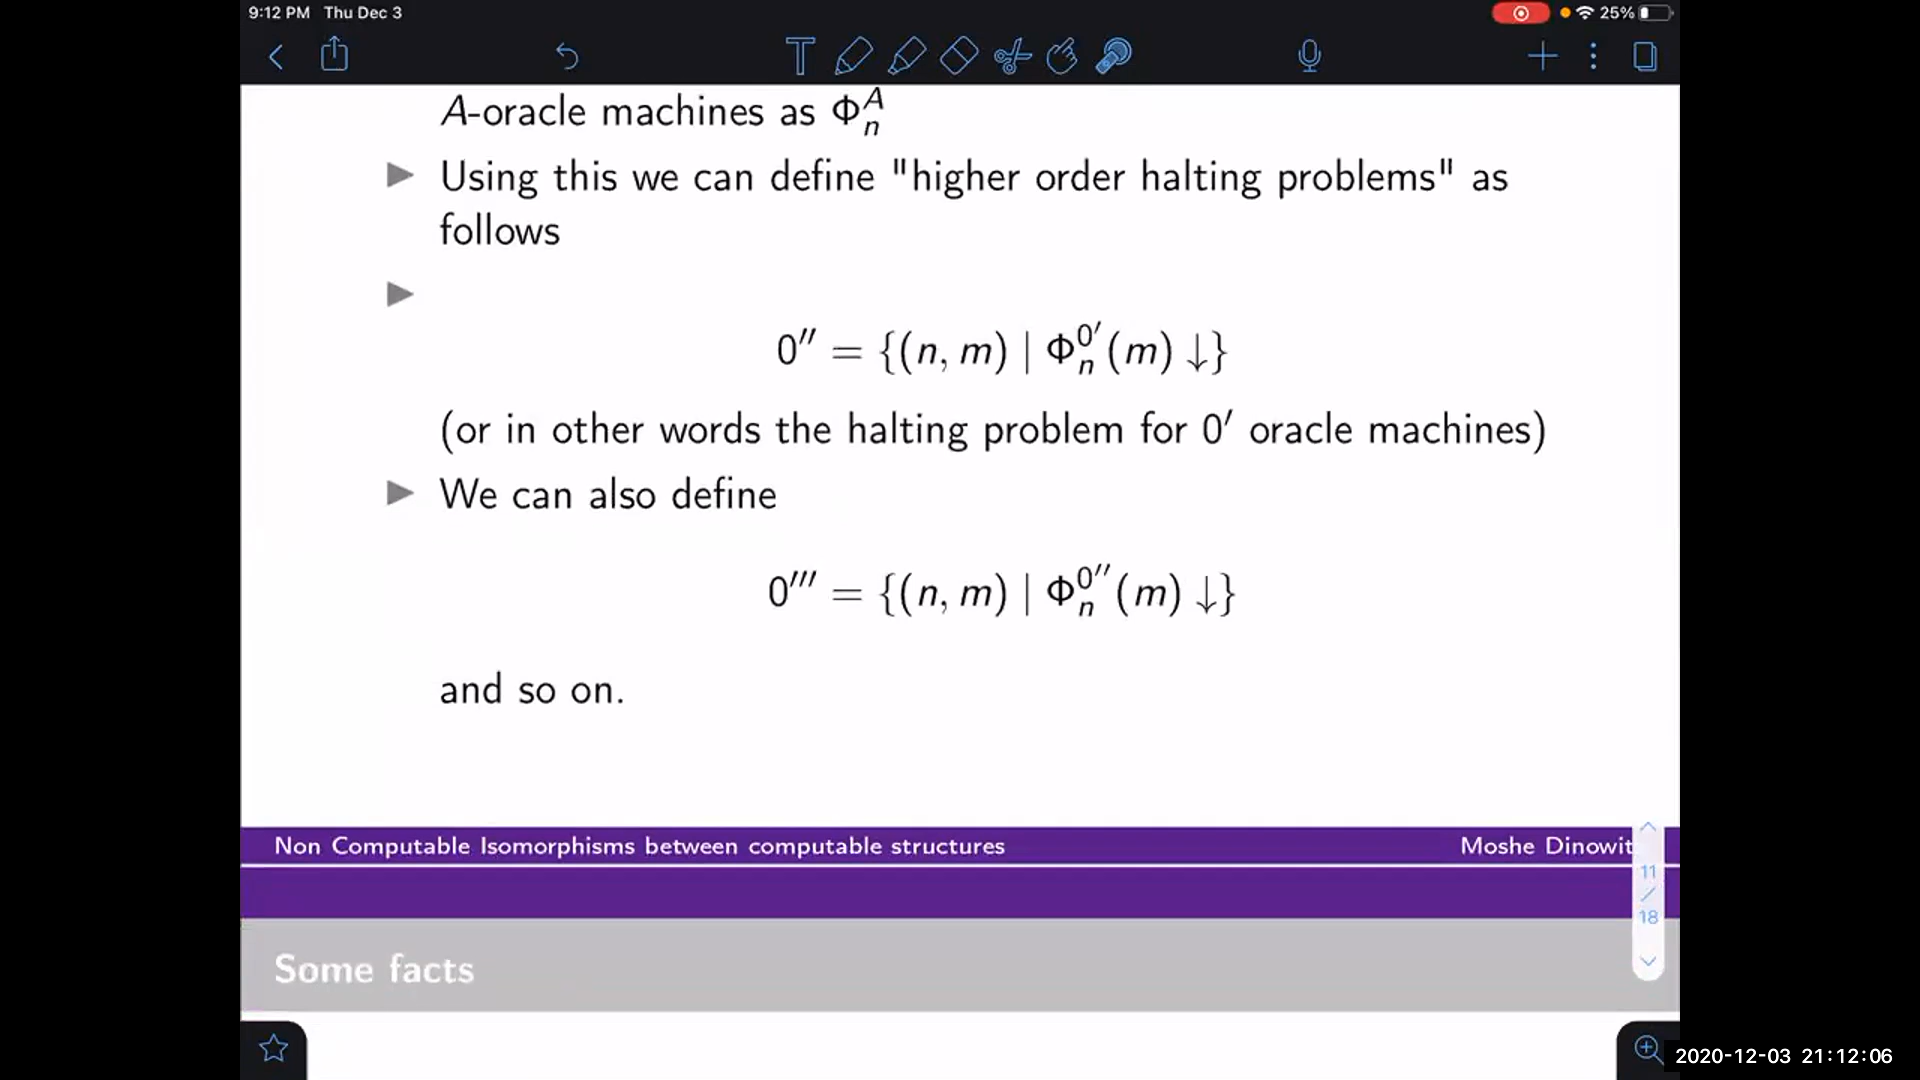 9:12 PM Thu Dec 3 25%
A-oracle machines as Φₙᴬ
▶ Using this we can define "higher order halting problems" as
follows
▶
0′′ = {(n, m) | Φₙ^{0′}(m) ↓}
(or in other words the halting problem for 0′ oracle machines)
▶ We can also define
0′′′ = {(n, m) | Φₙ^{0′′}(m) ↓}
and so on.
Non Computable Isomorphisms between computable structures Moshe Dinowit
11
/
18
Some facts
2020-12-03 21:12:06